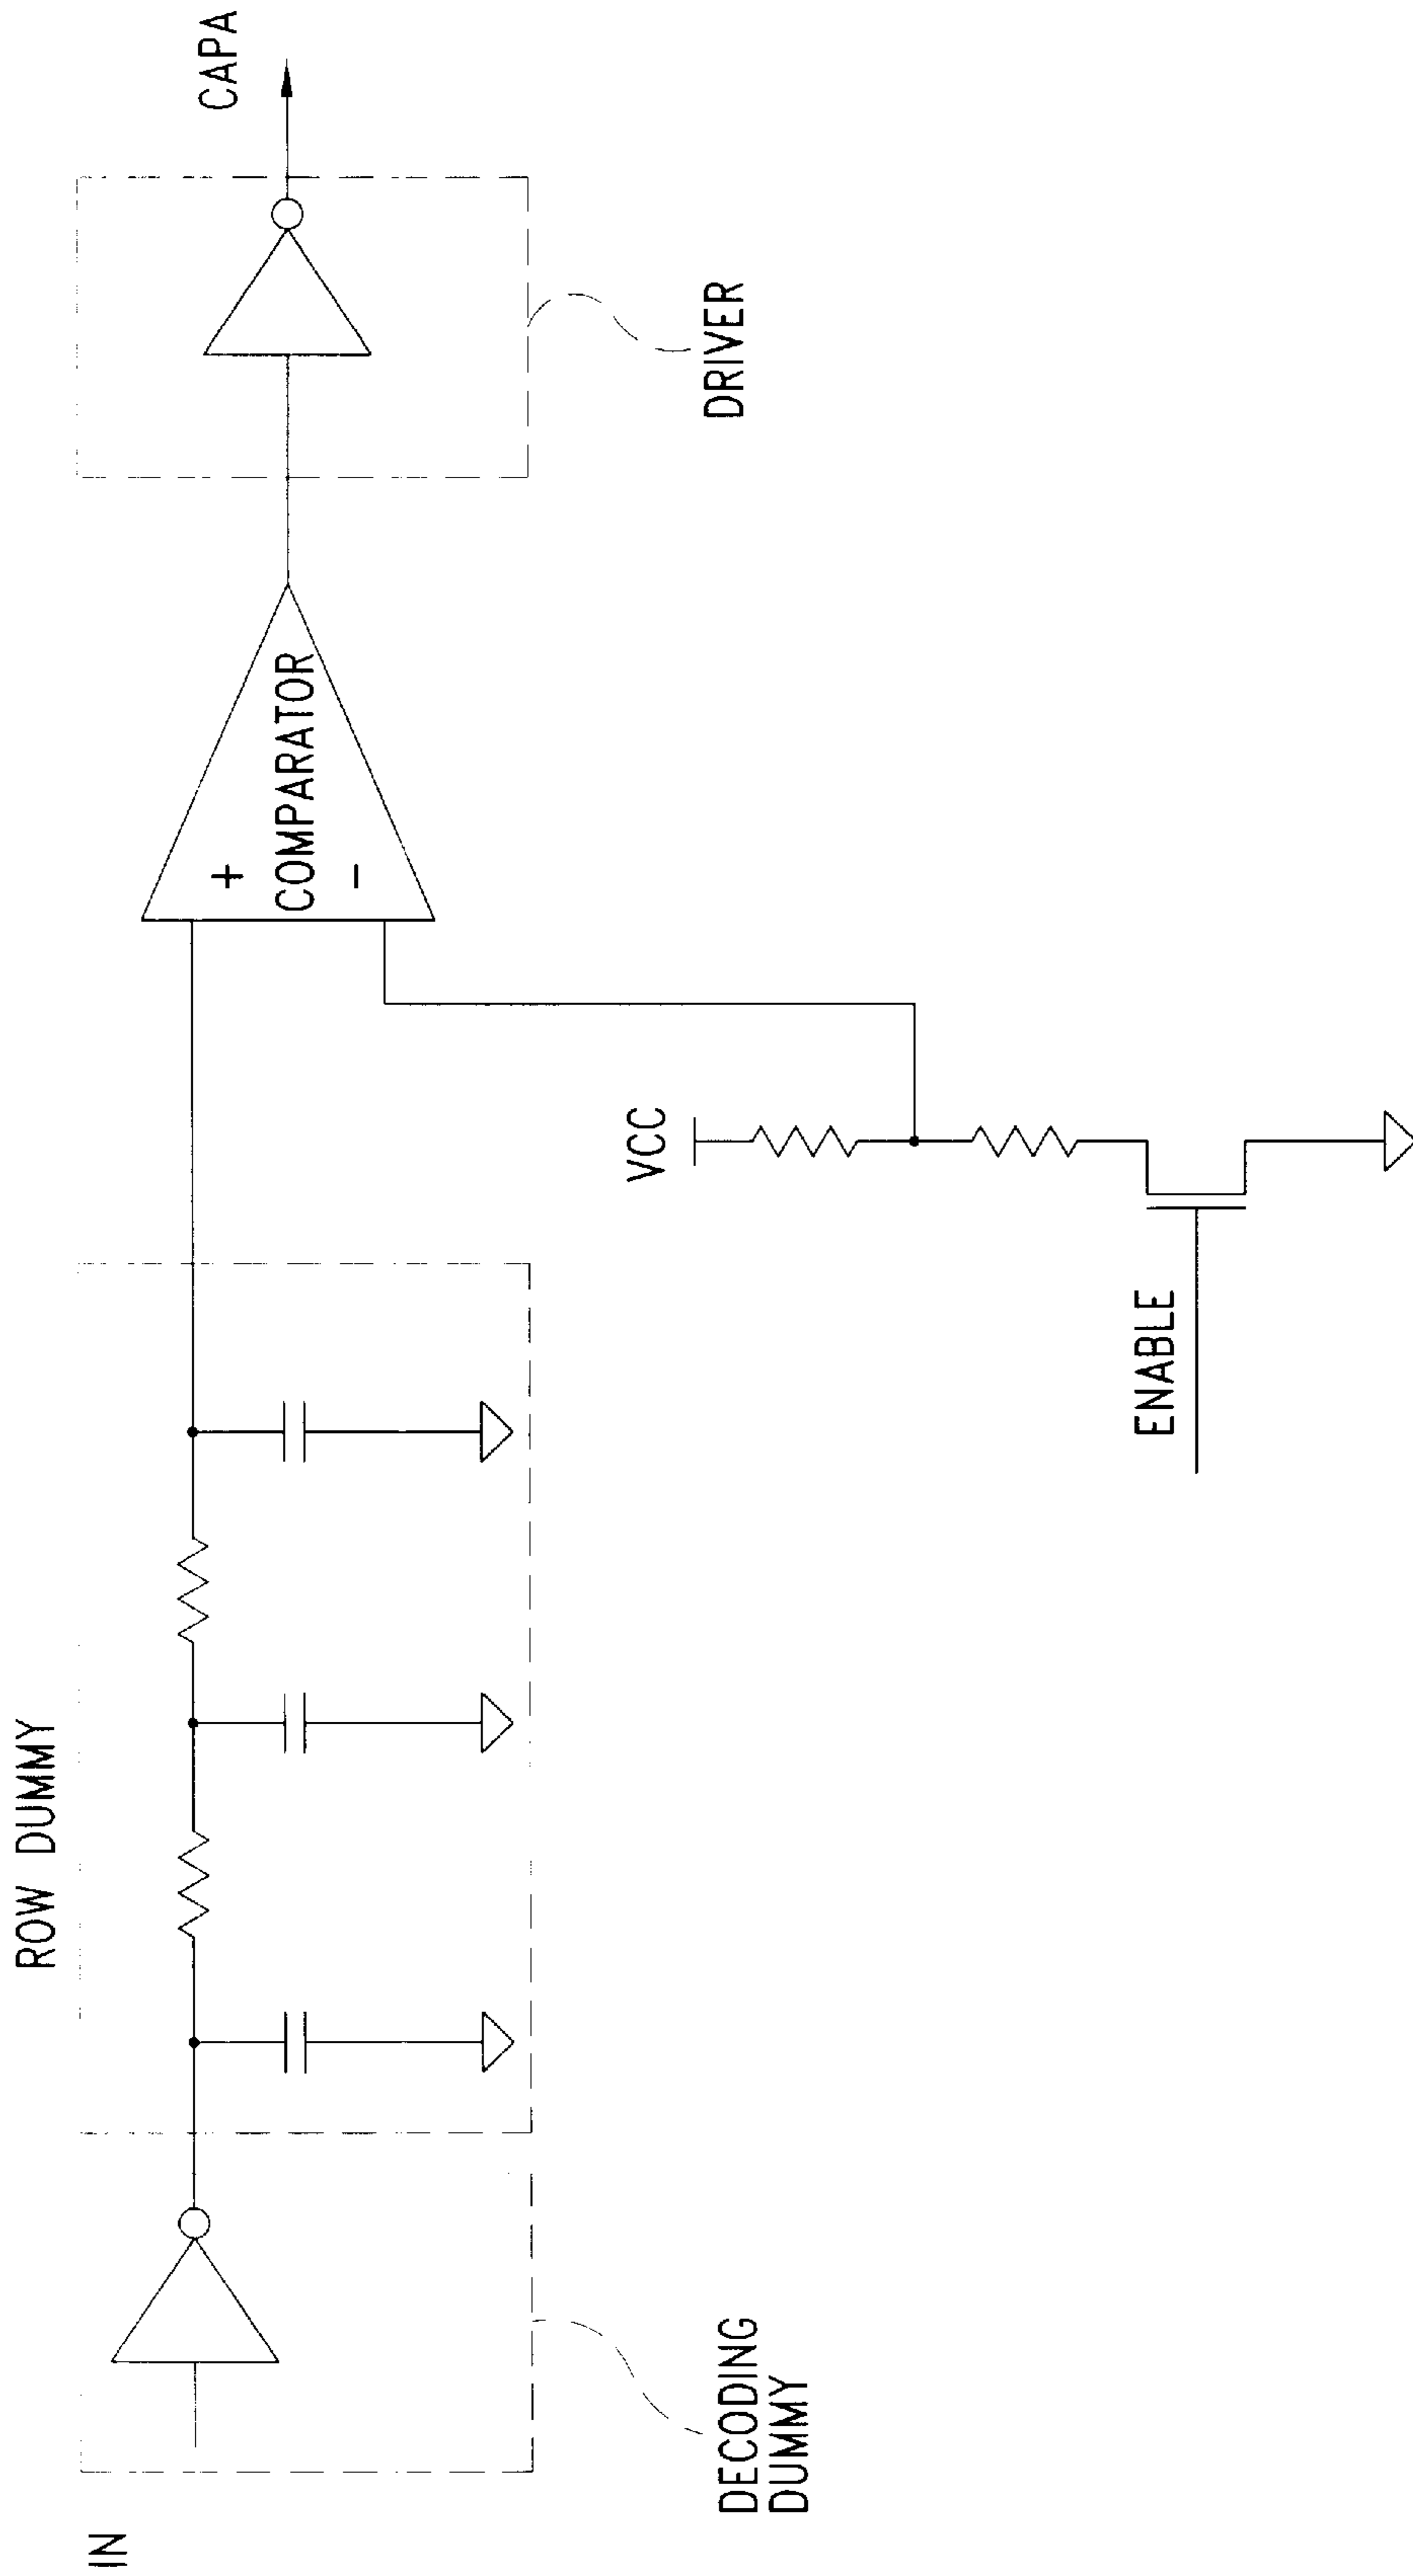 IN
DECODING
DUMMY
ROW DUMMY
ENABLE
VCC
+
COMPARATOR
-
DRIVER
CAPA